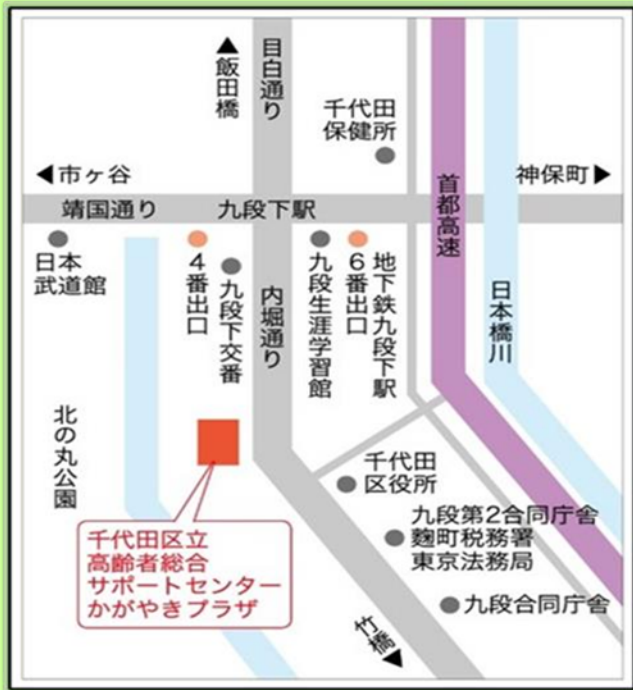 ▲飯田橋
目白通り
千代田
保健所
◀市ヶ谷
神保町▶
靖国通り
九段下駅
首都高速
日本
武道館
4番出口
九段下交番
内堀通り
九段生涯学習館
6番出口
地下鉄九段下駅
日本橋川
北の丸公園
千代田
区役所
九段第2合同庁舎
麹町税務署
東京法務局
千代田区立
高齢者総合
サポートセンター
かがやきプラザ
九段合同庁舎
竹橋▼